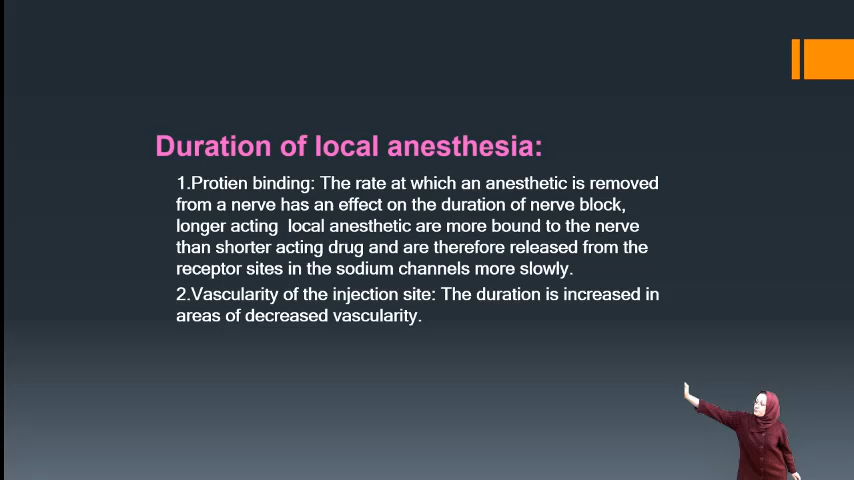 Duration of local anesthesia:
1.Protien binding: The rate at which an anesthetic is removed
from a nerve has an effect on the duration of nerve block,
longer acting  local anesthetic are more bound to the nerve
than shorter acting drug and are therefore released from the
receptor sites in the sodium channels more slowly.
2.Vascularity of the injection site: The duration is increased in
areas of decreased vascularity.